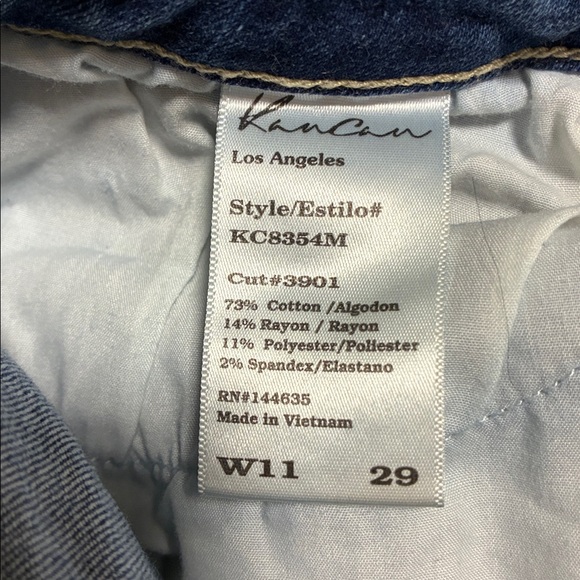 KanCan
Los Angeles
Style/Estilo#
KC8354M
Cut#3901
73% Cotton /Algodon
14% Rayon / Rayon
11% Polyester/Poliester
2% Spandex/Elastano
RN#144635
Made in Vietnam
W11 29